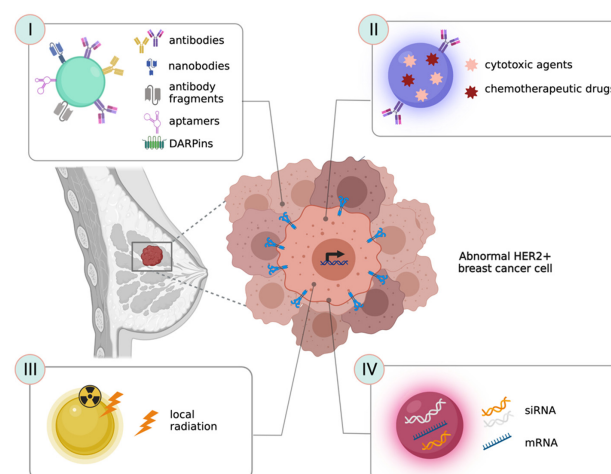 I
antibodies
nanobodies
antibody
fragments
aptamers
DARPins
II
cytotoxic agents
chemotherapeutic drugs
Abnormal HER2+
breast cancer cell
III
local
radiation
IV
siRNA
mRNA